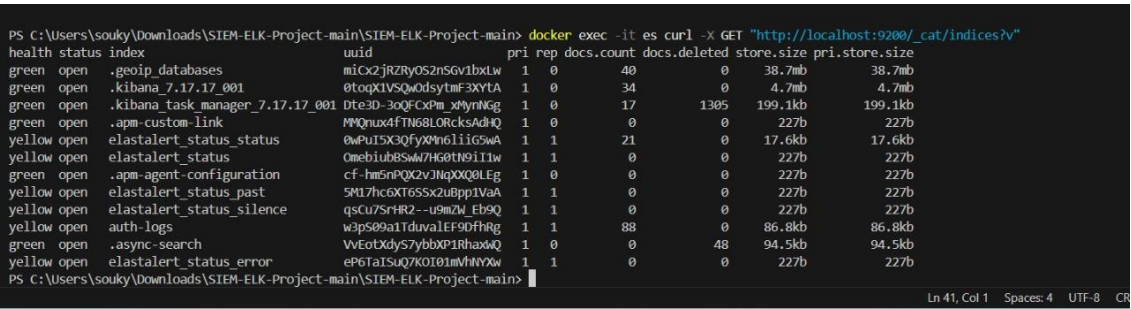 PS C:\Users\souky\Downloads\SIEM-ELK-Project-main\SIEM-ELK-Project-main> docker exec -it es curl -X GET "http://localhost:9200/_cat/indices?v"
health status index uuid pri rep docs.count docs.deleted store.size pri.store.size
green open .geoip_databases miCx2jRZRyOS2nSGv1bxLw 1 0 40 0 38.7mb 38.7mb
green open .kibana_7.17.17_001 0toqX1VSQwOdsytmF3XYtA 1 0 34 0 4.7mb 4.7mb
green open .kibana_task_manager_7.17.17_001 Dte3D-3oQFCxPm_xMynNGg 1 0 17 1305 199.1kb 199.1kb
green open .apm-custom-link MMQnux4fTN68LORcksAdHQ 1 0 0 0 227b 227b
yellow open elastalert_status_status 0wPuI5X3QfyXMn6liiG5wA 1 1 21 0 17.6kb 17.6kb
yellow open elastalert_status OmebiubBSwW7HG0tN9iI1w 1 1 0 0 227b 227b
green open .apm-agent-configuration cf-hm5nPQX2vJNqXXQ0LEg 1 0 0 0 227b 227b
yellow open elastalert_status_past 5M17hc6XT6SSx2uBpp1VaA 1 1 0 0 227b 227b
yellow open elastalert_status_silence qsCu7SrHR2--u9mZW_Eb9Q 1 1 0 0 227b 227b
yellow open auth-logs w3pS09a1TduvalEF9DfhRg 1 1 88 0 86.8kb 86.8kb
green open .async-search VvEotXdyS7ybbXP1RhaxWQ 1 0 0 48 94.5kb 94.5kb
yellow open elastalert_status_error eP6TaISuQ7KOI01mVhNYXw 1 1 0 0 227b 227b
PS C:\Users\souky\Downloads\SIEM-ELK-Project-main\SIEM-ELK-Project-main>
Ln 41, Col 1 Spaces: 4 UTF-8 CR